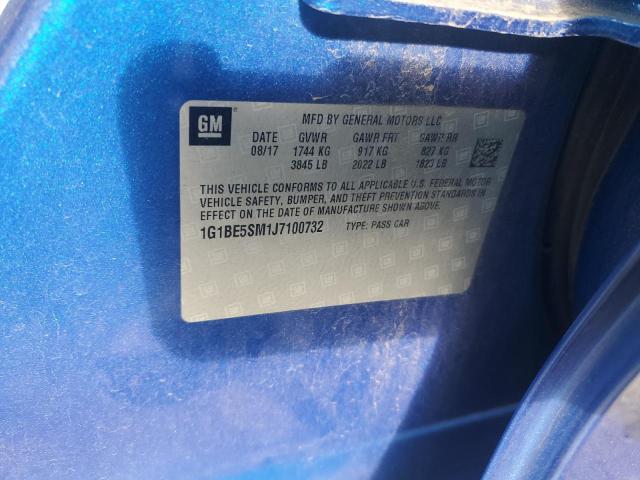 GM
MFD BY GENERAL MOTORS LLC
DATE GVWR GAWR FRT GAWR RR
08/17 1744 KG 917 KG 827 KG
3845 LB 2022 LB 1823 LB
THIS VEHICLE CONFORMS TO ALL APPLICABLE U.S. FEDERAL MOTOR
VEHICLE SAFETY, BUMPER, AND THEFT PREVENTION STANDARDS IN
EFFECT ON THE DATE OF MANUFACTURE SHOWN ABOVE.
1G1BE5SM1J7100732 TYPE: PASS CAR